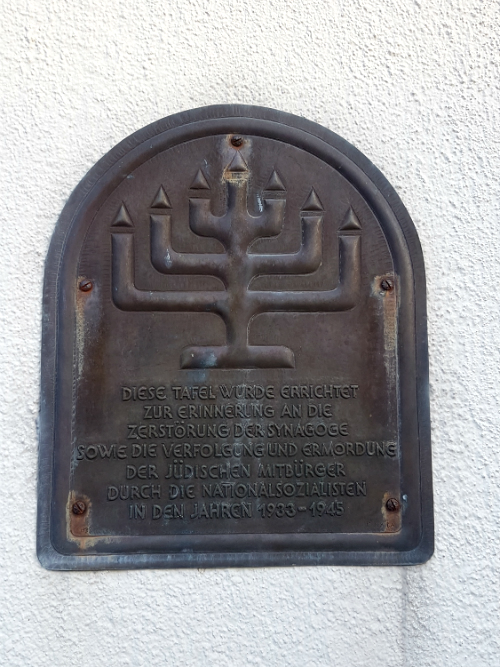 DIESE TAFEL WURDE ERRICHTET
ZUR ERINNERUNG AN DIE
ZERSTÖRUNG DER SYNAGOGE
SOWIE DIE VERFOLGUNG UND ERMORDUNG
DER JÜDISCHEN MITBÜRGER
DURCH DIE NATIONALSOZIALISTEN
IN DEN JAHREN 1933-1945